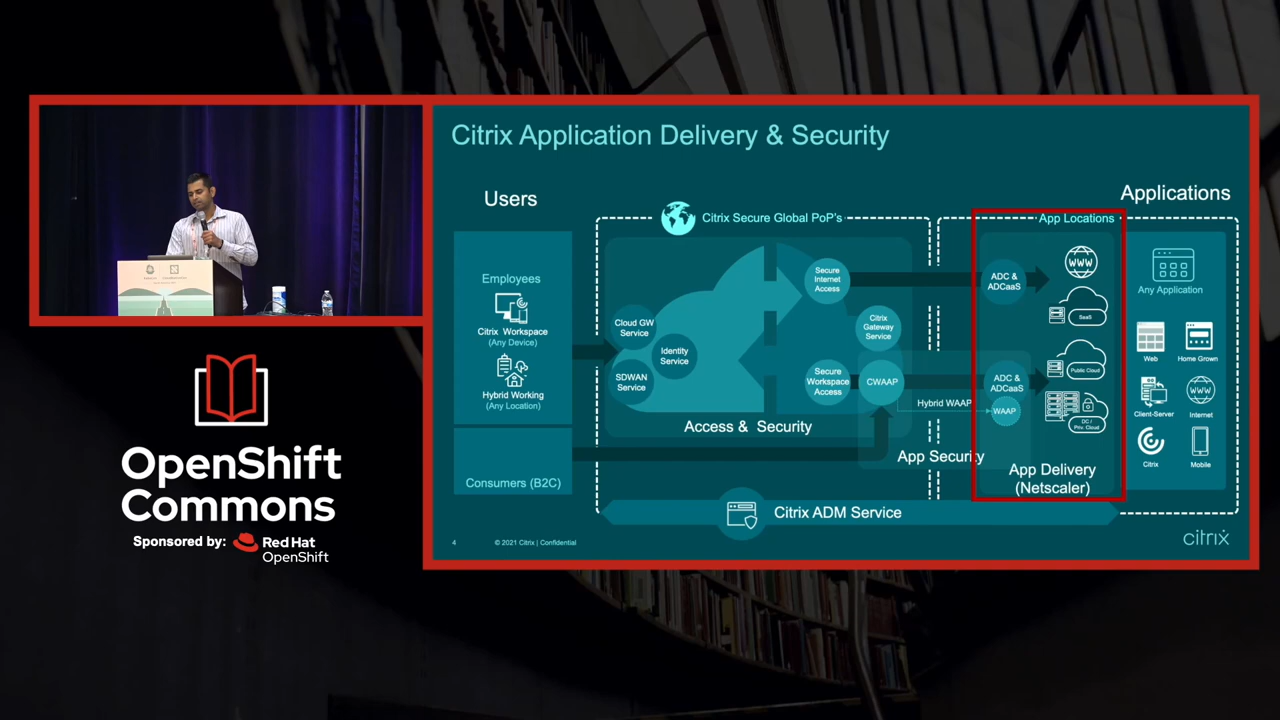 OpenShift
Commons
Sponsored by:
Red Hat
OpenShift
Citrix Application Delivery & Security
Users
Applications
Citrix Secure Global PoP's
App Locations
Employees
Citrix Workspace
(Any Device)
Hybrid Working
(Any Location)
Consumers (B2C)
Cloud GW
Service
Identity
Service
SDWAN
Service
Secure
Internet
Access
Citrix
Gateway
Service
Secure
Workspace
Access
CWAAP
Access & Security
Hybrid WAAP
App Security
ADC &
ADCaaS
WWW
SaaS
ADC &
ADCaaS
WAAP
Public Cloud
DC /
Priv. Cloud
App Delivery
(Netscaler)
Any Application
Web
Home Grown
Client-Server
WWW
Internet
Citrix
Mobile
Citrix ADM Service
4
© 2021 Citrix | Confidential
citrix